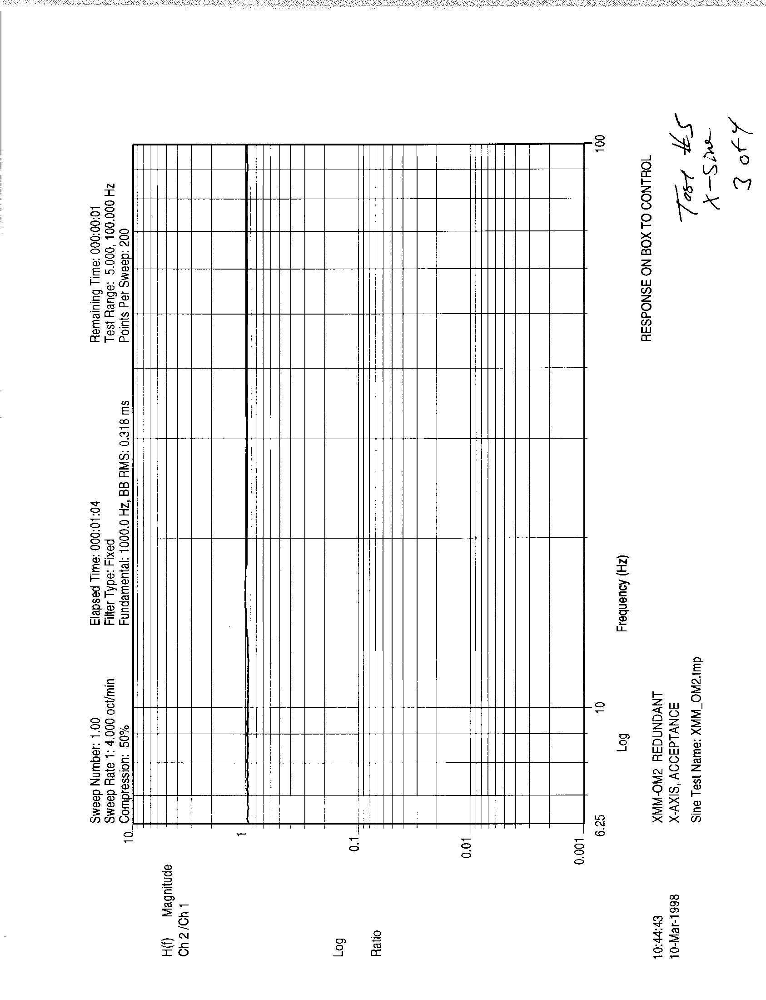 Sweep Number: 1.00 Elapsed Time: 000:01:04 Remaining Time: 000:00:01
Sweep Rate 1: 4.000 oct/min Filter Type: Fixed Test Range: 5.000, 100.000 Hz
Compression: 50% Fundamental: 1000.0 Hz, BB RMS: 0.318 ms Points Per Sweep: 200
10
H(f) Magnitude
Ch 2 /Ch 1
1
Log
0.1
Ratio
0.01
0.001
6.25 10 100
Log Frequency (Hz)
RESPONSE ON BOX TO CONTROL
10:44:43 XMM-OM2 REDUNDANT
10-Mar-1998 X-AXIS, ACCEPTANCE
Sine Test Name: XMM_OM2.tmp
Test #5
X-Sine
3 of 4